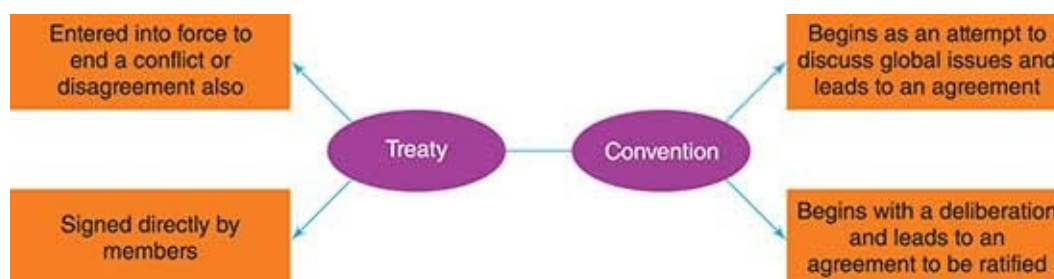 Entered into force to
end a conflict or
disagreement also
Begins as an attempt to
discuss global issues and
leads to an agreement
Treaty
Convention
Signed directly by
members
Begins with a deliberation
and leads to an
agreement to be ratified